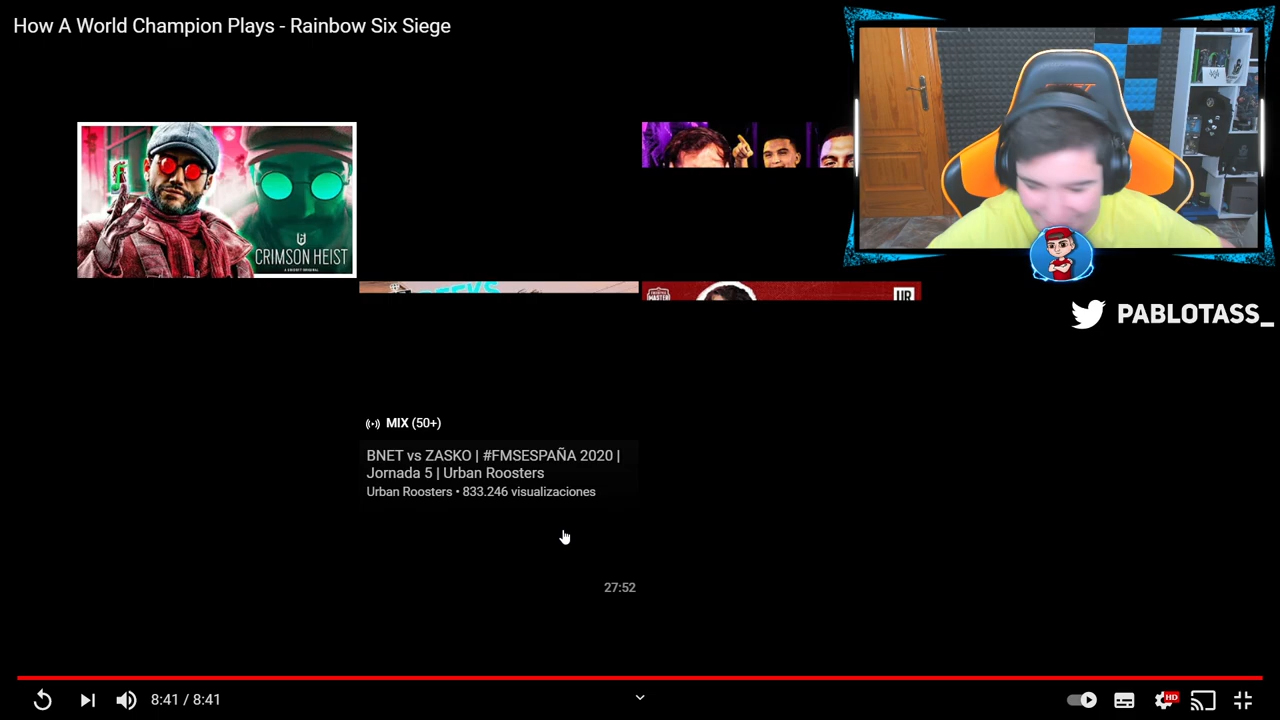 How A World Champion Plays - Rainbow Six Siege
CRIMSON HEIST
PABLOTASS_
MIX (50+)
BNET vs ZASKO | #FMSESPAÑA 2020 |
Jornada 5 | Urban Roosters
Urban Roosters • 833.246 visualizaciones
27:52
8:41 / 8:41
HD